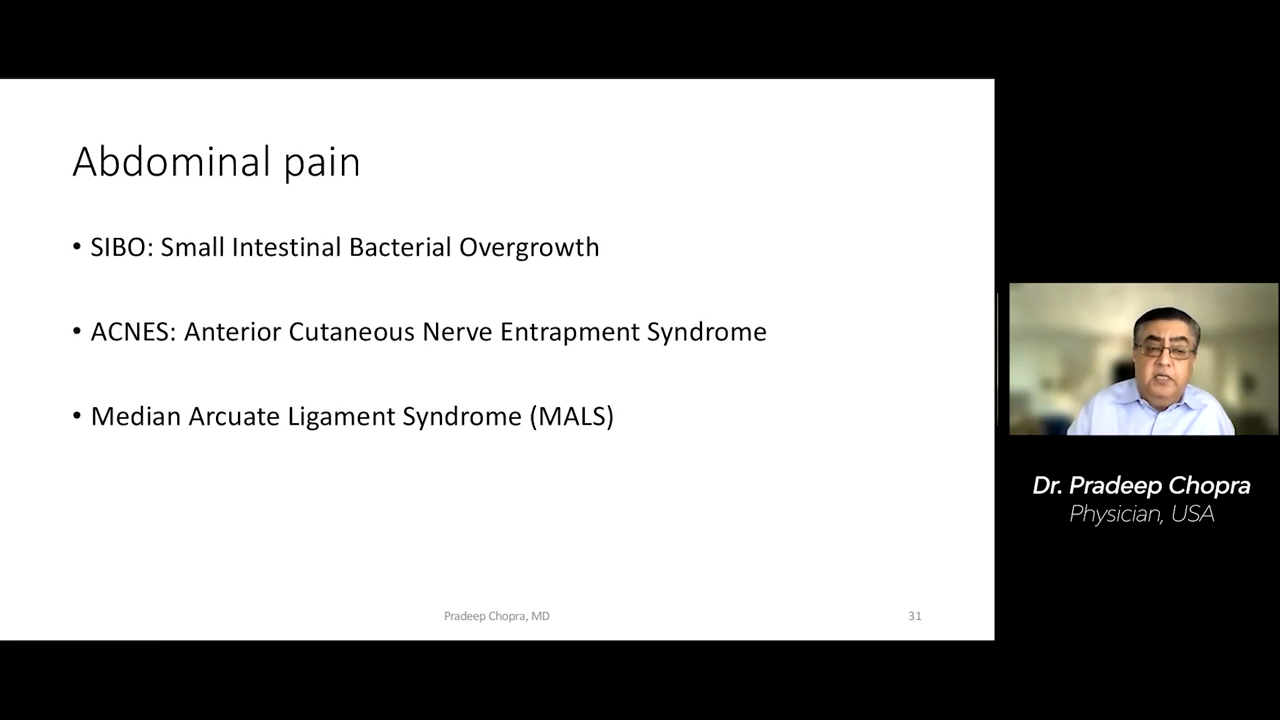 Abdominal pain
• SIBO: Small Intestinal Bacterial Overgrowth
• ACNES: Anterior Cutaneous Nerve Entrapment Syndrome
• Median Arcuate Ligament Syndrome (MALS)
Pradeep Chopra, MD
31
Dr. Pradeep Chopra
Physician, USA